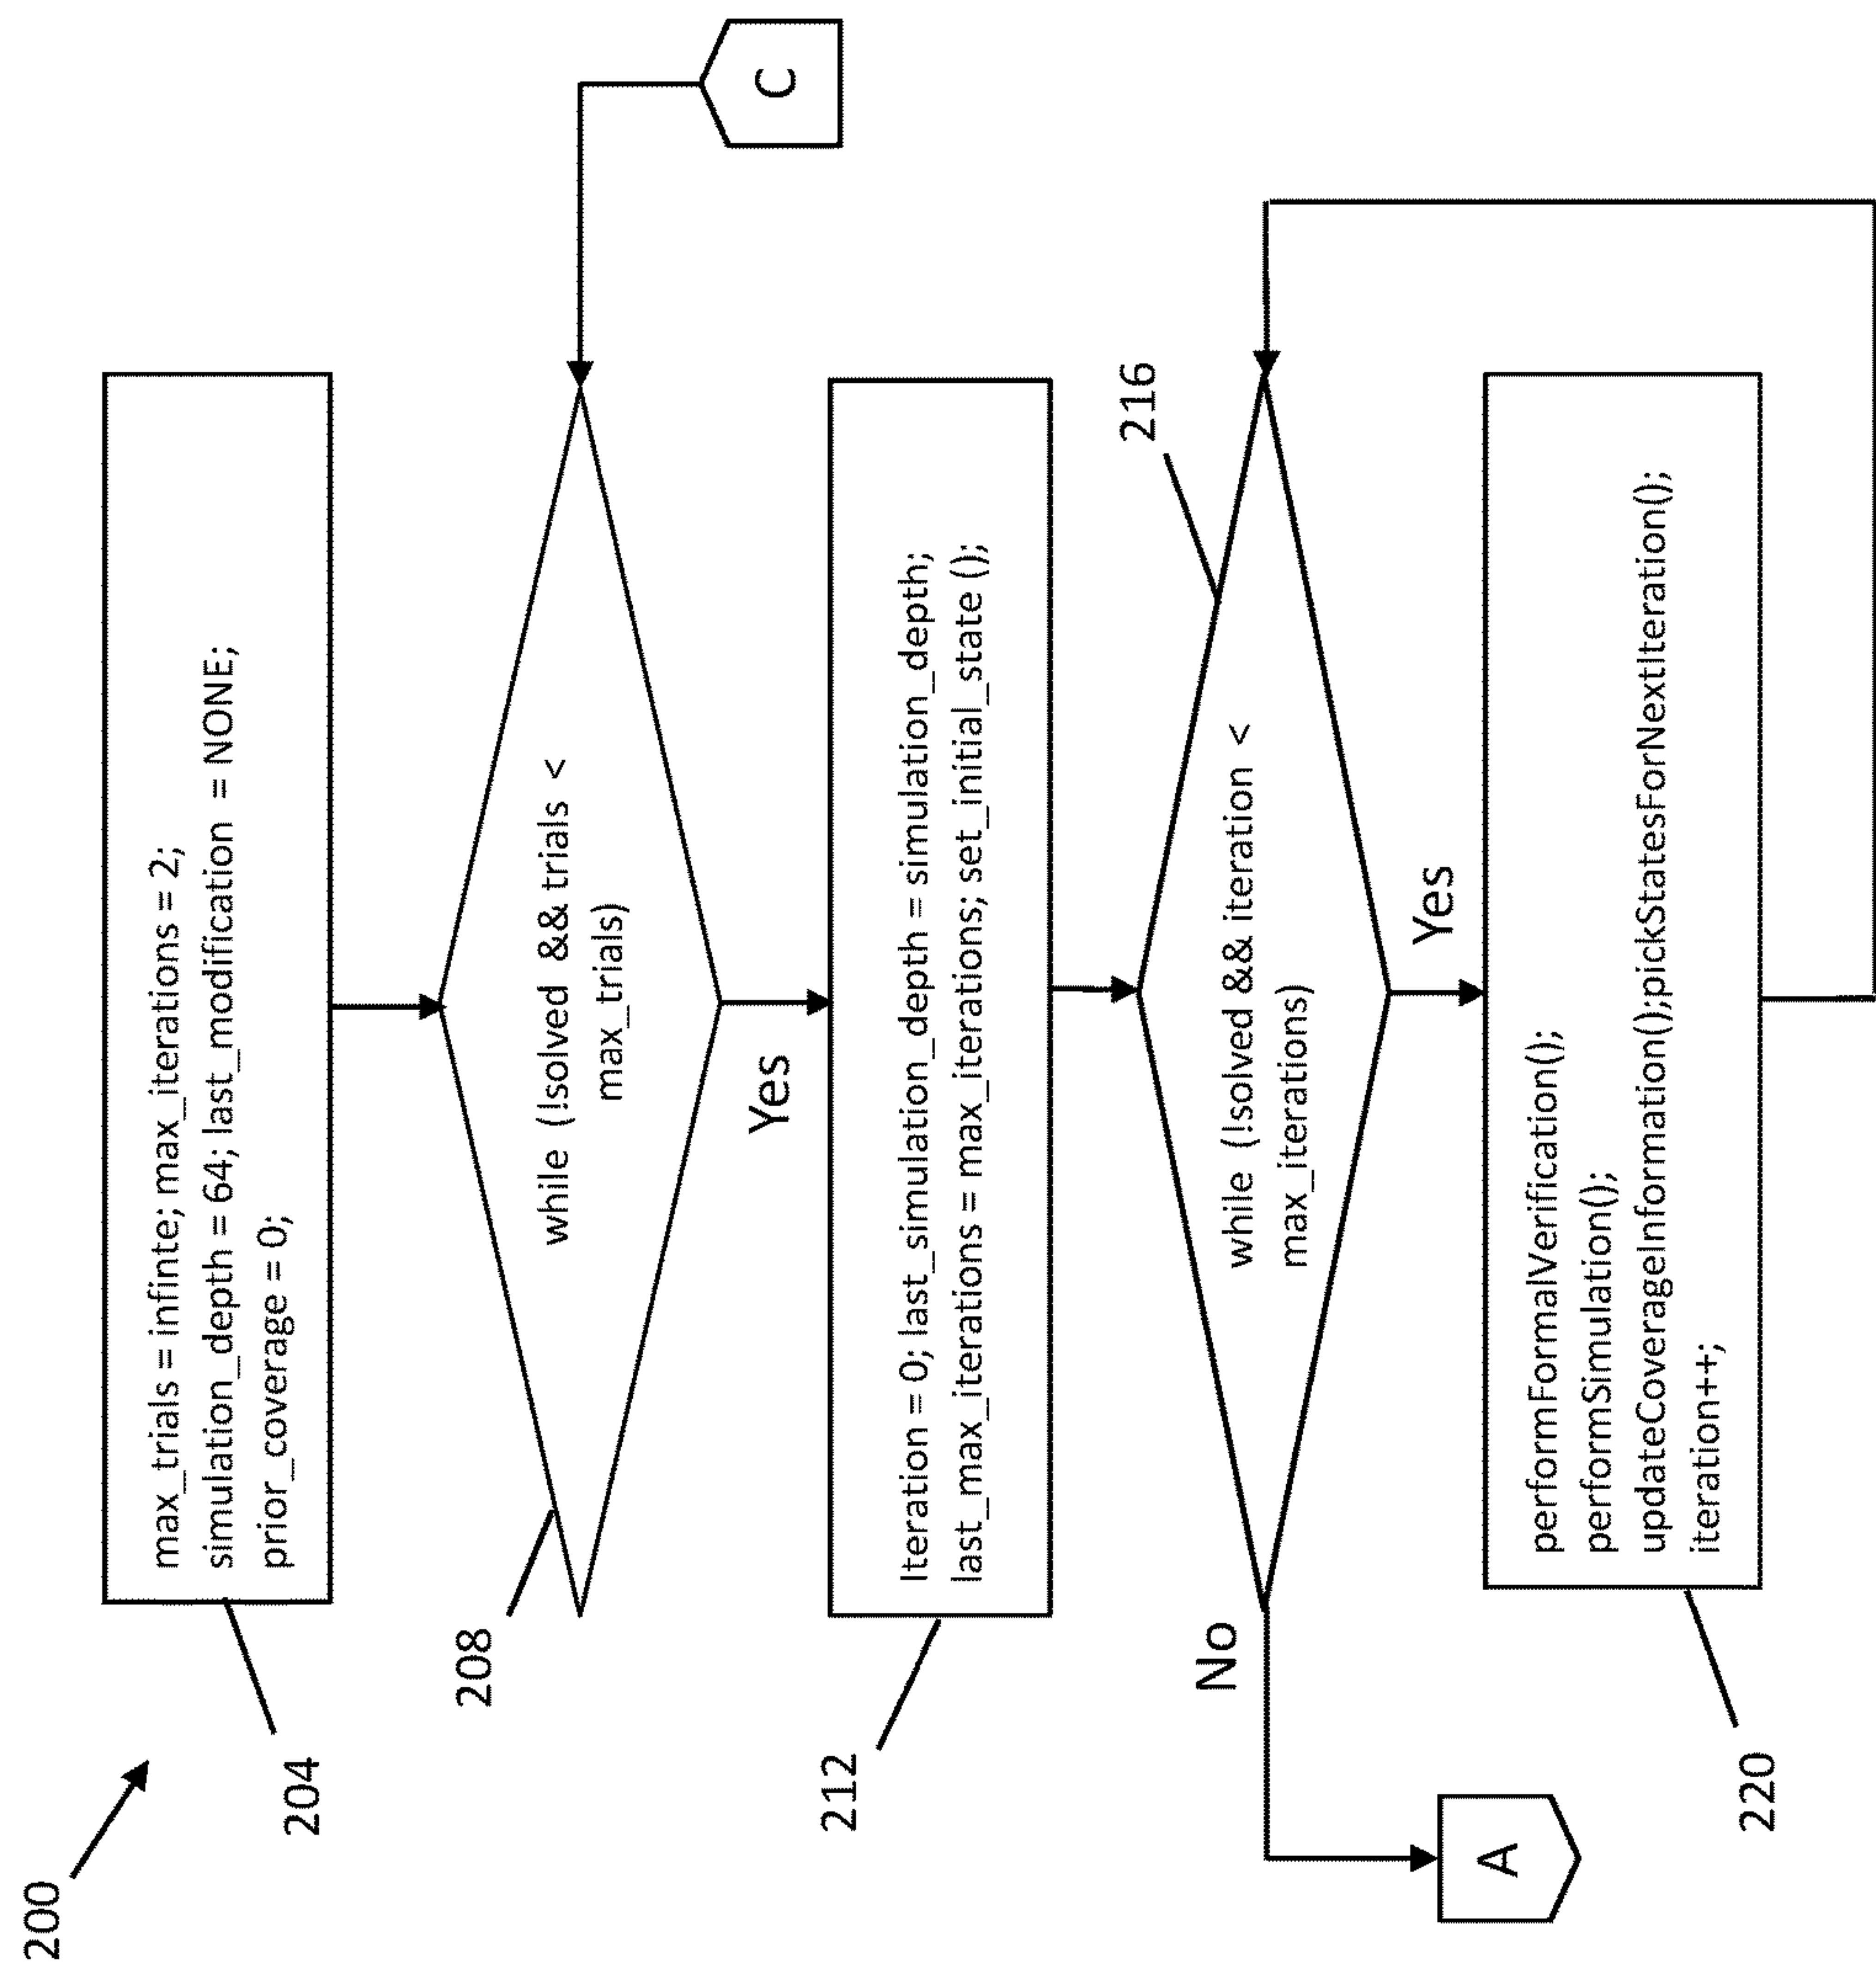 200
204
max_trials = infinte; max_iterations = 2;
simulation_depth = 64; last_modification = NONE;
prior_coverage = 0;
208
while (!solved && trials <
max_trials)
C
Yes
212
Iteration = 0; last_simulation_depth = simulation_depth;
last_max_iterations = max_iterations; set_initial_state ();
216
while (!solved && iteration <
max_iterations)
No
Yes
A
220
performFormalVerification();
performSimulation();
updateCoverageInformation();pickStatesForNextIteration();
iteration++;